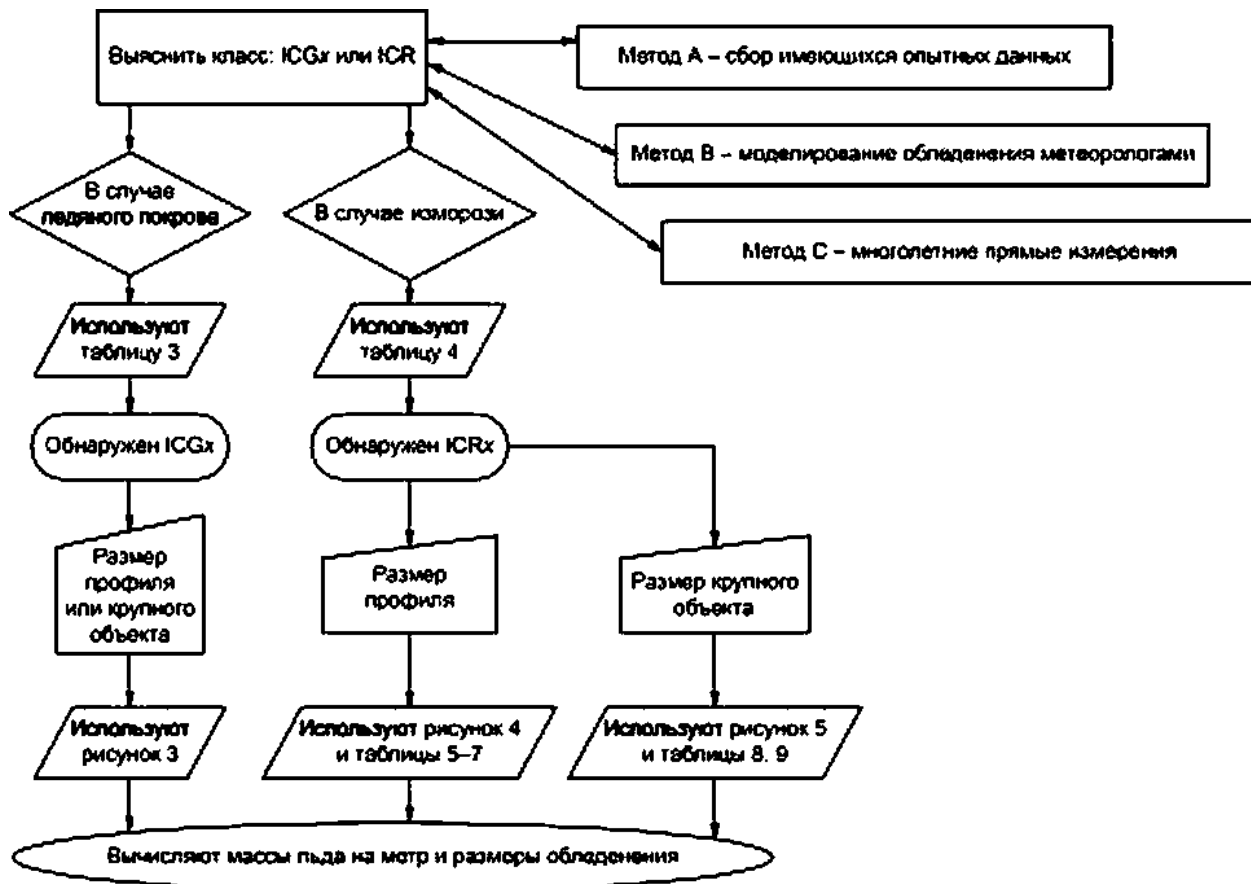 Выяснить класс: ICGx или ICR
Метод А – сбор имеющихся опытных данных
Метод В – моделирование обледенения метеорологами
Метод С – многолетние прямые измерения
В случае
ледяного покрова
В случае изморози
Используют
таблицу 3
Используют
таблицу 4
Обнаружен ICGx
Обнаружен ICRx
Размер
профиля
или крупного
объекта
Размер
профиля
Размер крупного
объекта
Используют
рисунок 3
Используют рисунок 4
и таблицы 5–7
Используют рисунок 5
и таблицы 8, 9
Вычисляют массы льда на метр и размеры обледенения